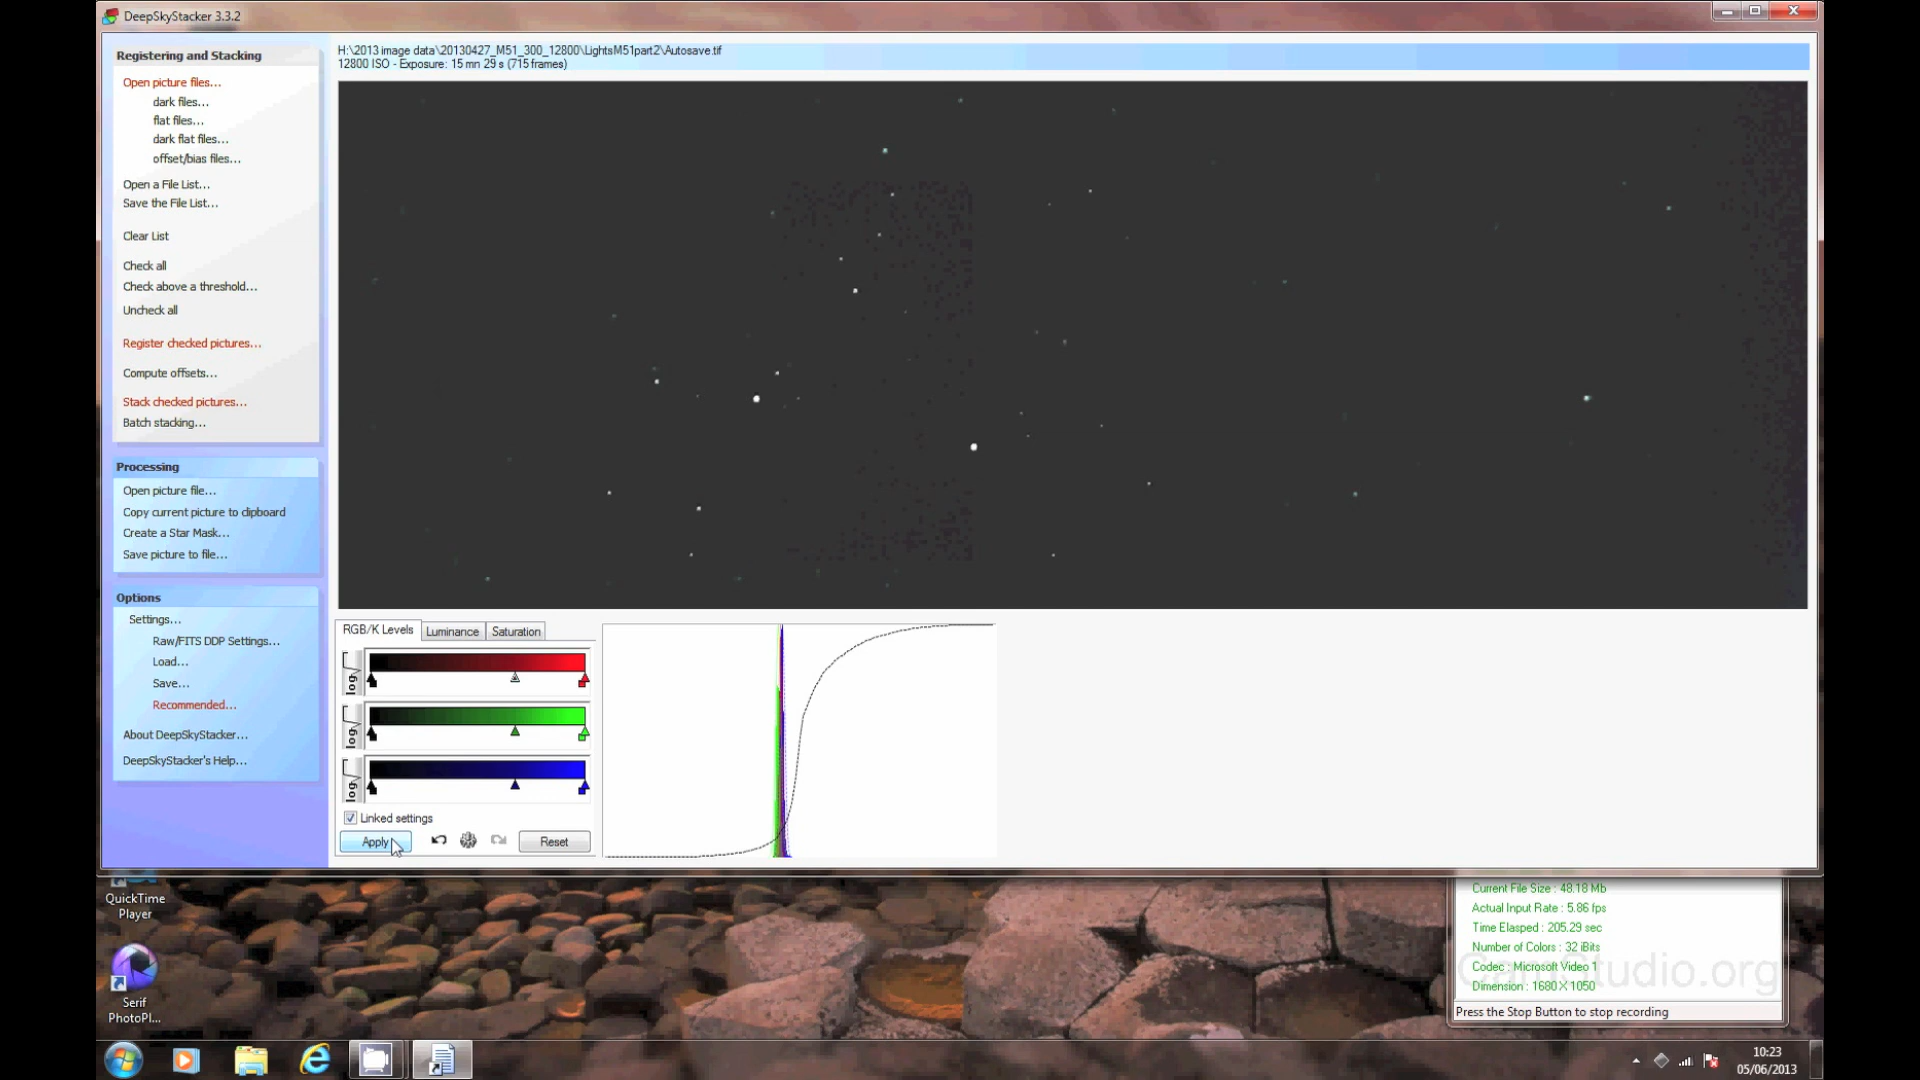 DeepSkyStacker 3.3.2
Registering and Stacking
Open picture files...
dark files...
flat files...
dark flat files...
offset/bias files...
Open a File List...
Save the File List...
Clear List
Check all
Check above a threshold...
Uncheck all
Register checked pictures...
Compute offsets...
Stack checked pictures...
Batch stacking...
Processing
Open picture file...
Copy current picture to clipboard
Create a Star Mask...
Save picture to file...
Options
Settings...
Raw/FITS DDP Settings...
Load...
Save...
Recommended...
About DeepSkyStacker...
DeepSkyStacker's Help...
H:\2013 image data\20130427_M51_300_12800\LightsM51part2\Autosave.tif
12800 ISO - Exposure: 15 mn 29 s (715 frames)
RGB/K Levels
Luminance
Saturation
log
log
log
Linked settings
Apply
Reset
QuickTime
Player
Serif
PhotoPl...
Current File Size : 48.18 Mb
Actual Input Rate : 5.86 fps
Time Elasped : 205.29 sec
Number of Colors : 32 iBits
Codec : Microsoft Video 1
Dimension : 1680 X 1050
CamStudio.org
Press the Stop Button to stop recording
10:23
05/06/2013